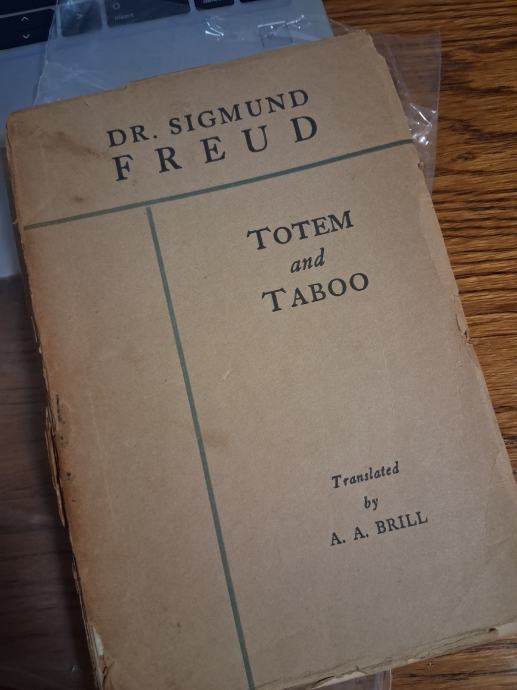 DR. SIGMUND
FREUD
TOTEM
and
TABOO
Translated
by
A. A. BRILL